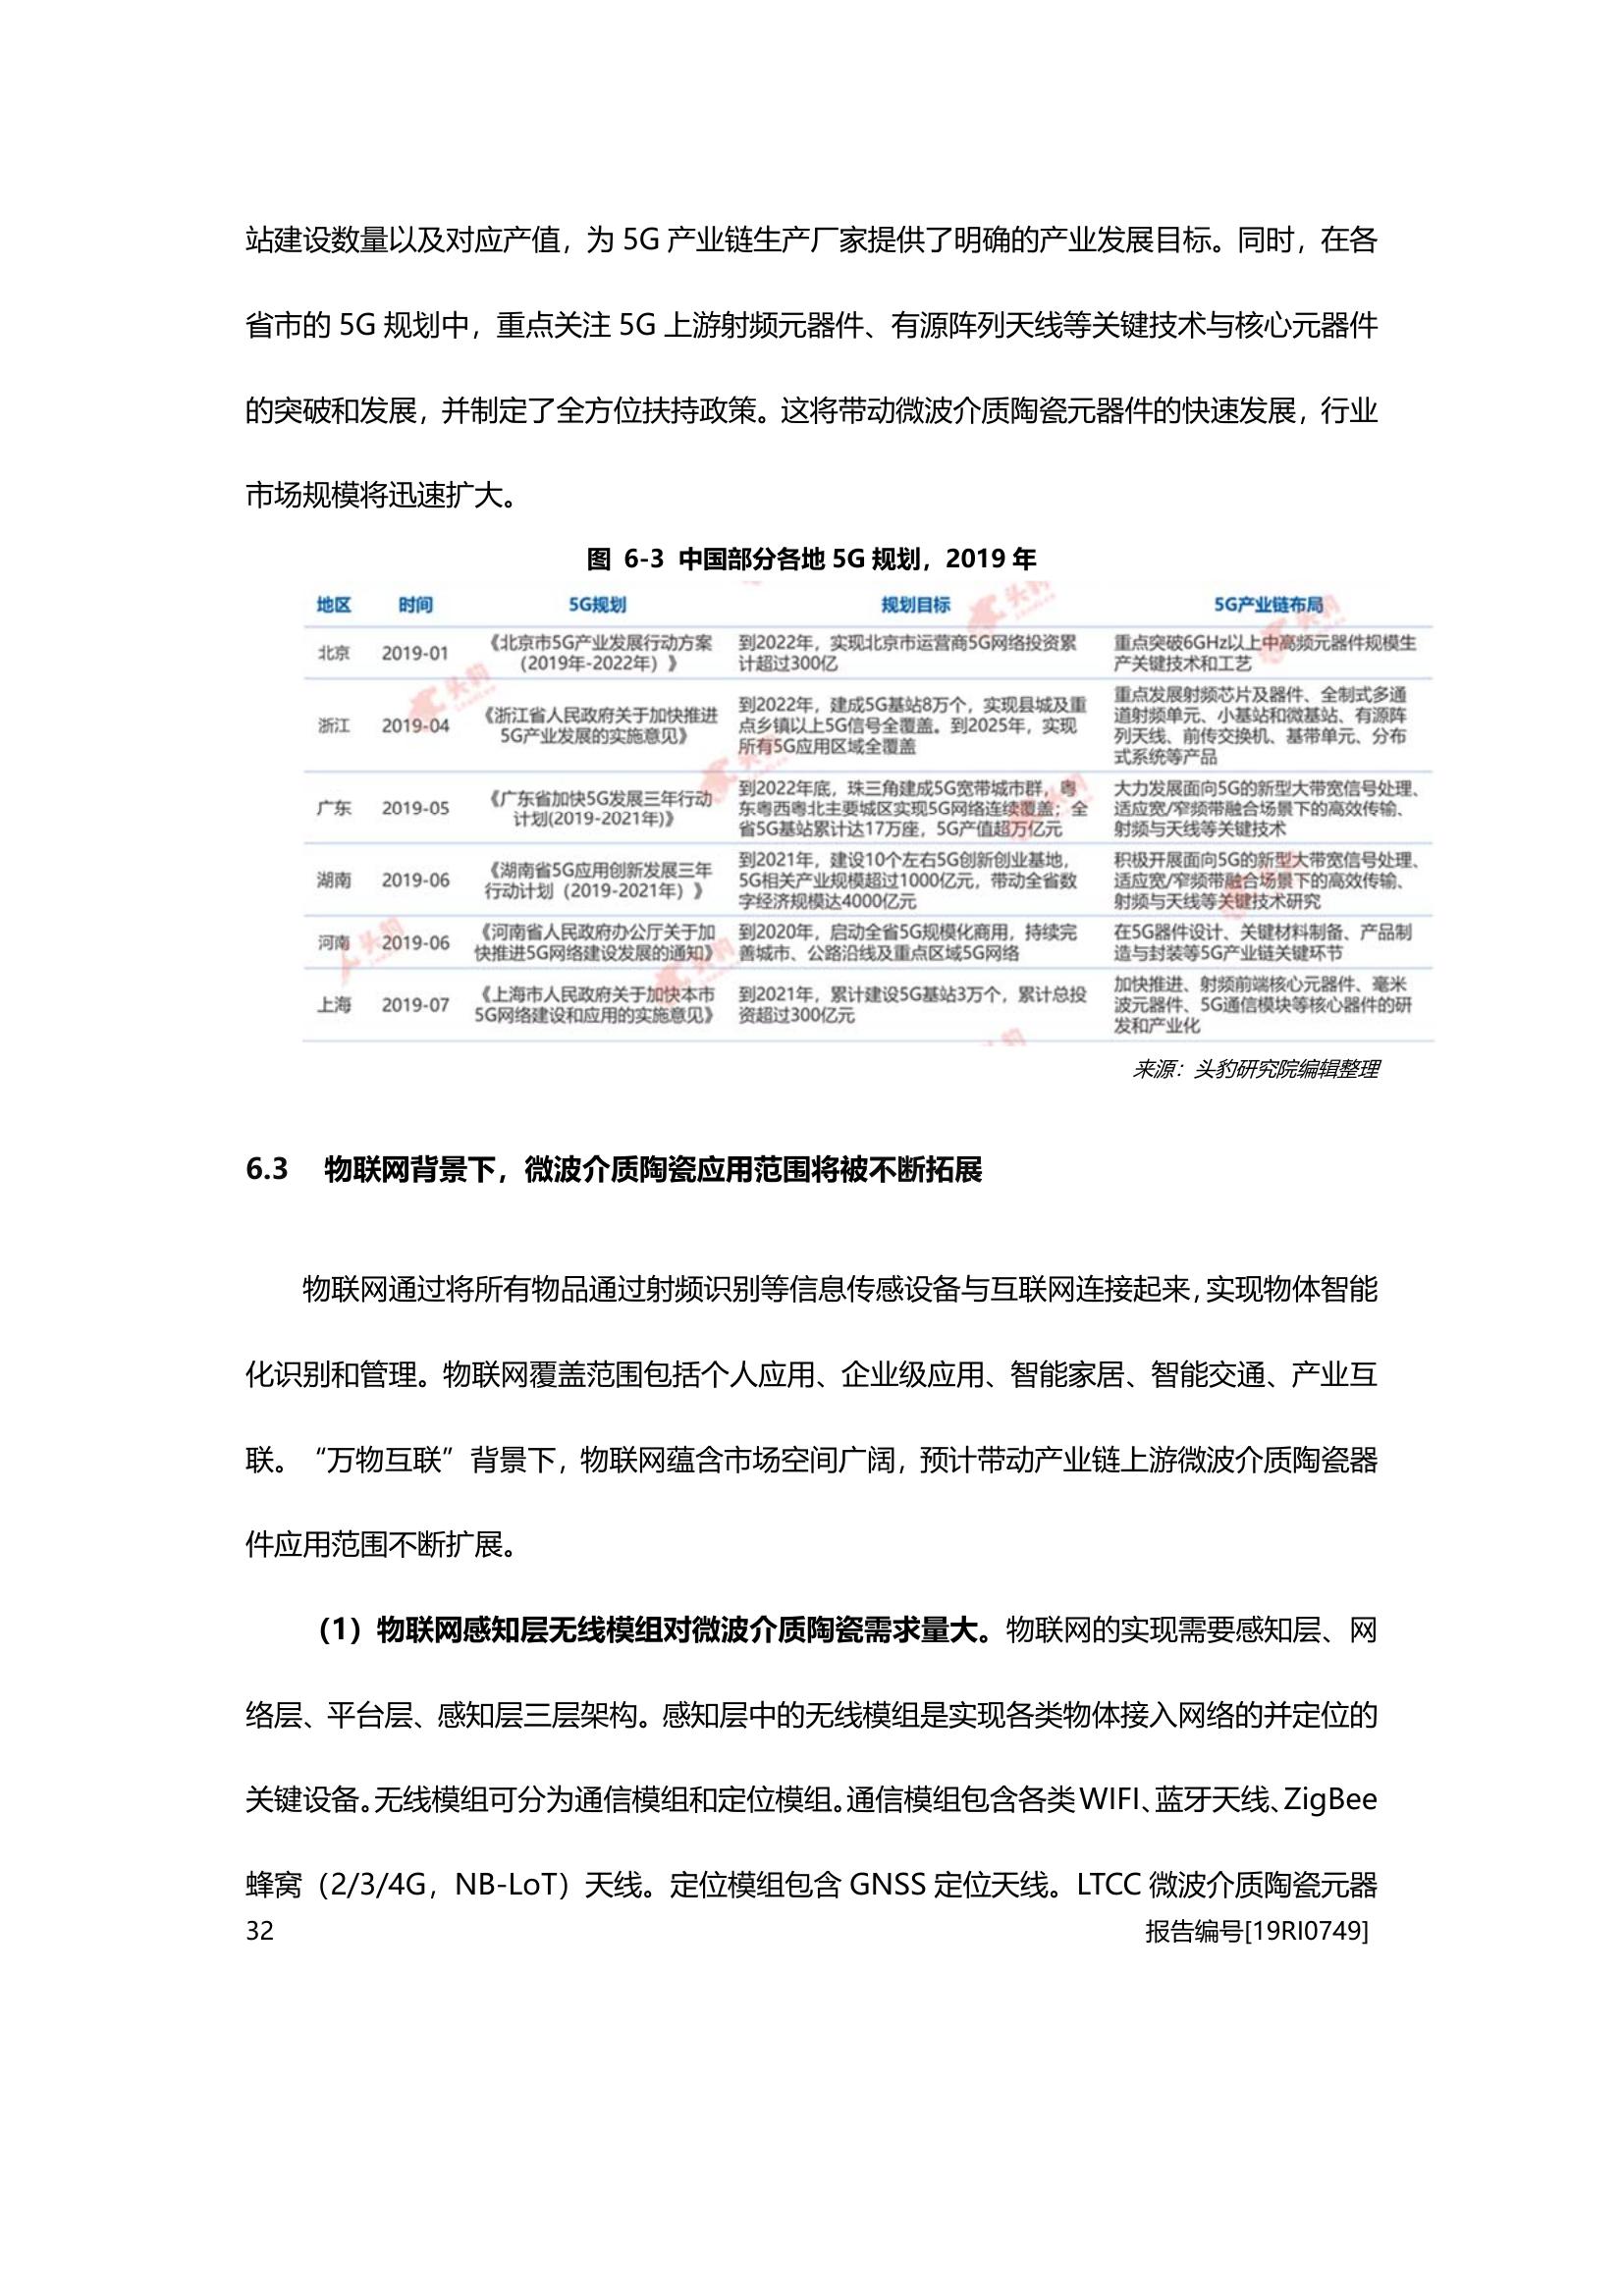 站建设数量以及对应产值，为 5G 产业链生产厂家提供了明确的产业发展目标。同时，在各
省市的 5G 规划中，重点关注 5G 上游射频元器件、有源阵列天线等关键技术与核心元器件
的突破和发展，并制定了全方位扶持政策。这将带动微波介质陶瓷元器件的快速发展，行业
市场规模将迅速扩大。
图 6-3 中国部分各地 5G 规划，2019 年
地区 时间 5G规划 规划目标 5G产业链布局
北京 2019-01
《北京市5G产业发展行动方案
（2019年-2022年）》
到2022年，实现北京市运营商5G网络投资累
计超过300亿
重点突破6GHz以上中高频元器件规模生
产关键技术和工艺
浙江 2019-04
《浙江省人民政府关于加快推进
5G产业发展的实施意见》
到2022年，建成5G基站8万个，实现县城及重
点乡镇以上5G信号全覆盖。到2025年，实现
所有5G应用区域全覆盖
重点发展射频芯片及器件、全制式多通
道射频单元、小基站和微基站、有源阵
列天线、前传交换机、基带单元、分布
式系统等产品
广东 2019-05
《广东省加快5G发展三年行动
计划(2019-2021年)》
到2022年底，珠三角建成5G宽带城市群，粤
东粤西粤北主要城区实现5G网络连续覆盖；全
省5G基站累计达17万座，5G产值超万亿元
大力发展面向5G的新型大带宽信号处理、
适应宽/窄频带融合场景下的高效传输、
射频与天线等关键技术
湖南 2019-06
《湖南省5G应用创新发展三年
行动计划（2019-2021年）》
到2021年，建设10个左右5G创新创业基地，
5G相关产业规模超过1000亿元，带动全省数
字经济规模达4000亿元
积极开展面向5G的新型大带宽信号处理、
适应宽/窄频带融合场景下的高效传输、
射频与天线等关键技术研究
河南 2019-06
《河南省人民政府办公厅关于加
快推进5G网络建设发展的通知》
到2020年，启动全省5G规模化商用，持续完
善城市、公路沿线及重点区域5G网络
在5G器件设计、关键材料制备、产品制
造与封装等5G产业链关键环节
上海 2019-07
《上海市人民政府关于加快本市
5G网络建设和应用的实施意见》
到2021年，累计建设5G基站3万个，累计总投
资超过300亿元
加快推进、射频前端核心元器件、毫米
波元器件、5G通信模块等核心器件的研
发和产业化
来源：头豹研究院编辑整理
6.3 物联网背景下，微波介质陶瓷应用范围将被不断拓展
物联网通过将所有物品通过射频识别等信息传感设备与互联网连接起来，实现物体智能
化识别和管理。物联网覆盖范围包括个人应用、企业级应用、智能家居、智能交通、产业互
联。“万物互联”背景下，物联网蕴含市场空间广阔，预计带动产业链上游微波介质陶瓷器
件应用范围不断扩展。
（1）物联网感知层无线模组对微波介质陶瓷需求量大。物联网的实现需要感知层、网
络层、平台层、感知层三层架构。感知层中的无线模组是实现各类物体接入网络的并定位的
关键设备。无线模组可分为通信模组和定位模组。通信模组包含各类WIFI、蓝牙天线、ZigBee
蜂窝（2/3/4G，NB-LoT）天线。定位模组包含 GNSS 定位天线。LTCC 微波介质陶瓷元器
32 报告编号[19RI0749]